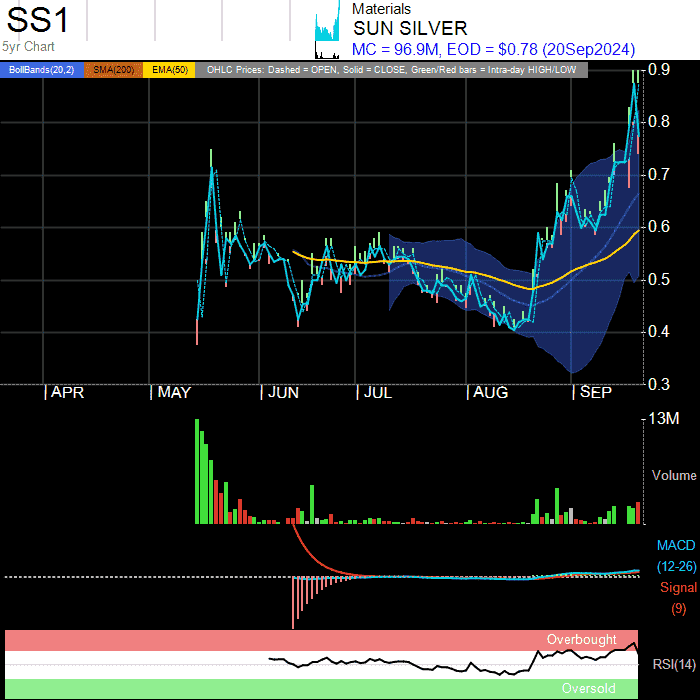 SS1
5yr Chart
Materials
SUN SILVER
MC = 96.9M, EOD = $0.78 (20Sep2024)
BollBands(20,2) SMA(200) EMA(50) OHLC Prices: Dashed = OPEN, Solid = CLOSE, Green/Red bars = Intra-day HIGH/LOW
0.9
0.8
0.7
0.6
0.5
0.4
0.3
APR MAY JUN JUL AUG SEP
13M
Volume
MACD
(12-26)
Signal
(9)
Overbought
RSI(14)
Oversold